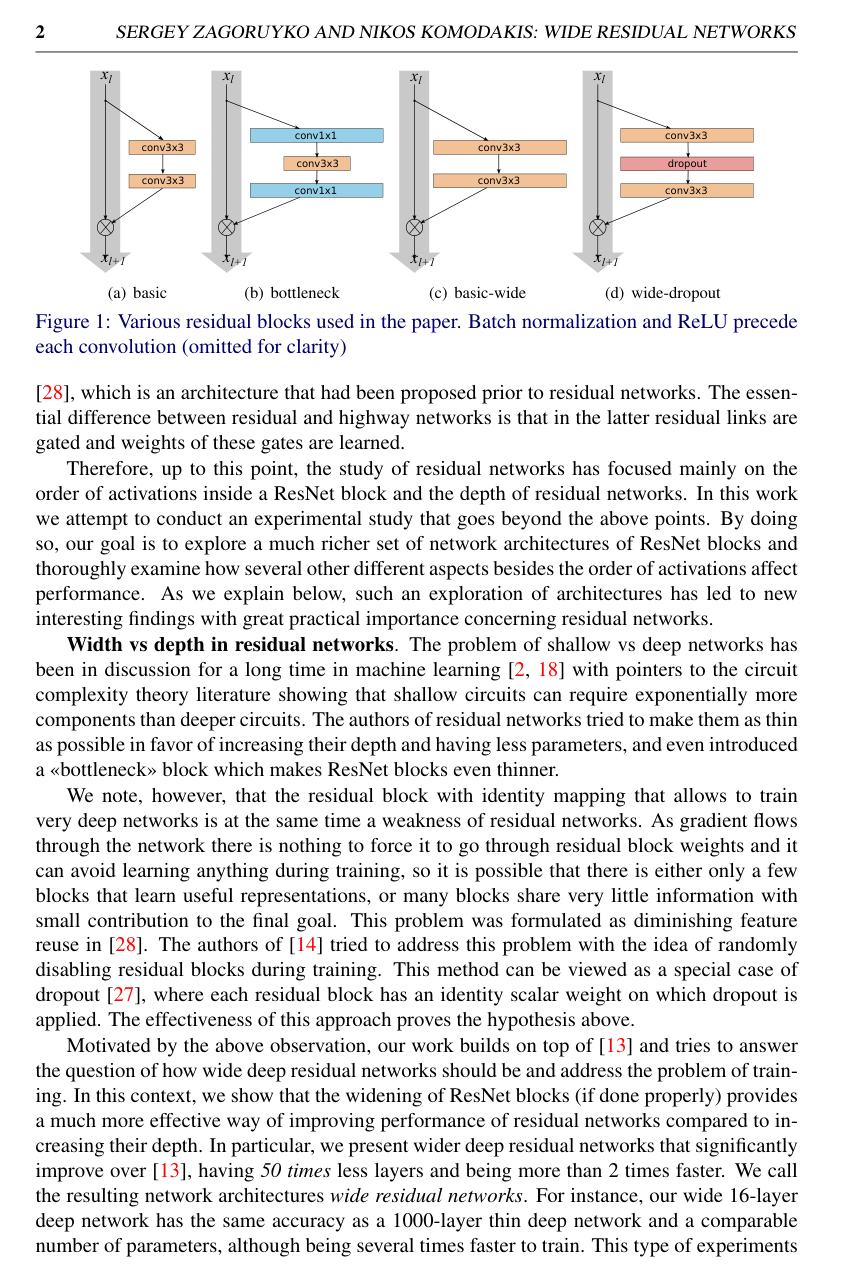 2 SERGEY ZAGORUYKO AND NIKOS KOMODAKIS: WIDE RESIDUAL NETWORKS
xl xl xl xl
conv3x3
conv3x3
conv1x1
conv3x3
conv1x1
conv3x3
conv3x3
conv3x3
dropout
conv3x3
xl+1 xl+1 xl+1 xl+1
(a) basic (b) bottleneck (c) basic-wide (d) wide-dropout
Figure 1: Various residual blocks used in the paper. Batch normalization and ReLU precede
each convolution (omitted for clarity)
[28], which is an architecture that had been proposed prior to residual networks. The essen-
tial difference between residual and highway networks is that in the latter residual links are
gated and weights of these gates are learned.
Therefore, up to this point, the study of residual networks has focused mainly on the
order of activations inside a ResNet block and the depth of residual networks. In this work
we attempt to conduct an experimental study that goes beyond the above points. By doing
so, our goal is to explore a much richer set of network architectures of ResNet blocks and
thoroughly examine how several other different aspects besides the order of activations affect
performance. As we explain below, such an exploration of architectures has led to new
interesting findings with great practical importance concerning residual networks.
Width vs depth in residual networks. The problem of shallow vs deep networks has
been in discussion for a long time in machine learning [2, 18] with pointers to the circuit
complexity theory literature showing that shallow circuits can require exponentially more
components than deeper circuits. The authors of residual networks tried to make them as thin
as possible in favor of increasing their depth and having less parameters, and even introduced
a «bottleneck» block which makes ResNet blocks even thinner.
We note, however, that the residual block with identity mapping that allows to train
very deep networks is at the same time a weakness of residual networks. As gradient flows
through the network there is nothing to force it to go through residual block weights and it
can avoid learning anything during training, so it is possible that there is either only a few
blocks that learn useful representations, or many blocks share very little information with
small contribution to the final goal. This problem was formulated as diminishing feature
reuse in [28]. The authors of [14] tried to address this problem with the idea of randomly
disabling residual blocks during training. This method can be viewed as a special case of
dropout [27], where each residual block has an identity scalar weight on which dropout is
applied. The effectiveness of this approach proves the hypothesis above.
Motivated by the above observation, our work builds on top of [13] and tries to answer
the question of how wide deep residual networks should be and address the problem of train-
ing. In this context, we show that the widening of ResNet blocks (if done properly) provides
a much more effective way of improving performance of residual networks compared to in-
creasing their depth. In particular, we present wider deep residual networks that significantly
improve over [13], having 50 times less layers and being more than 2 times faster. We call
the resulting network architectures wide residual networks. For instance, our wide 16-layer
deep network has the same accuracy as a 1000-layer thin deep network and a comparable
number of parameters, although being several times faster to train. This type of experiments